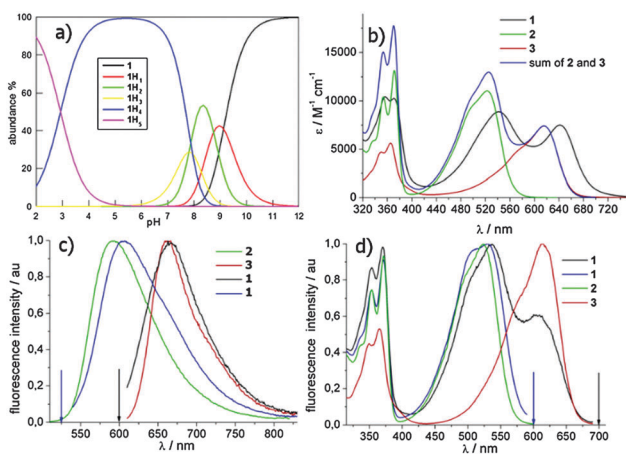 a)
abundance %
100
80
60
40
20
0
1
1H1
1H2
1H3
1H4
1H5
2 3 4 5 6 7 8 9 10 11 12
pH
b)
ε / M-1 cm-1
15000
10000
5000
0
1
2
3
sum of 2 and 3
320 360 400 440 480 520 560 600 640 680 720
λ / nm
c)
fluorescence intensity / au
1,0
0,8
0,6
0,4
0,2
0,0
2
3
1
1
550 600 650 700 750 800
λ / nm
d)
fluorescence intensity / au
1,0
0,8
0,6
0,4
0,2
0,0
1
1
2
3
350 400 450 500 550 600 650 700
λ / nm